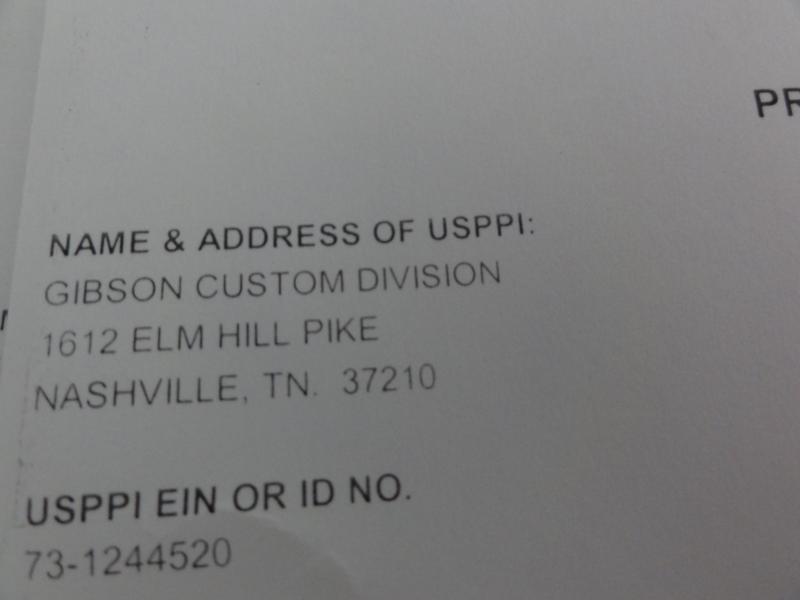 PR
NAME & ADDRESS OF USPPI:
GIBSON CUSTOM DIVISION
1612 ELM HILL PIKE
NASHVILLE, TN. 37210
USPPI EIN OR ID NO.
73-1244520